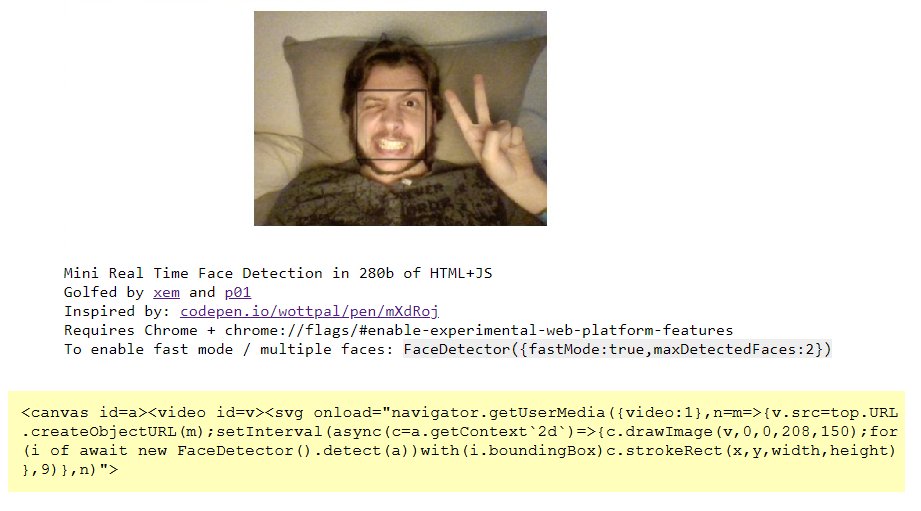 Mini Real Time Face Detection in 280b of HTML+JS
Golfed by xem and p01
Inspired by: codepen.io/wottpal/pen/mXdRoj
Requires Chrome + chrome://flags/#enable-experimental-web-platform-features
To enable fast mode / multiple faces: FaceDetector({fastMode:true,maxDetectedFaces:2})
<canvas id=a><video id=v><svg onload="navigator.getUserMedia({video:1},n=m=>{v.src=top.URL
.createObjectURL(m);setInterval(async(c=a.getContext`2d`)=>{c.drawImage(v,0,0,208,150);for
(i of await new FaceDetector().detect(a))with(i.boundingBox)c.strokeRect(x,y,width,height)
},9)},n)">